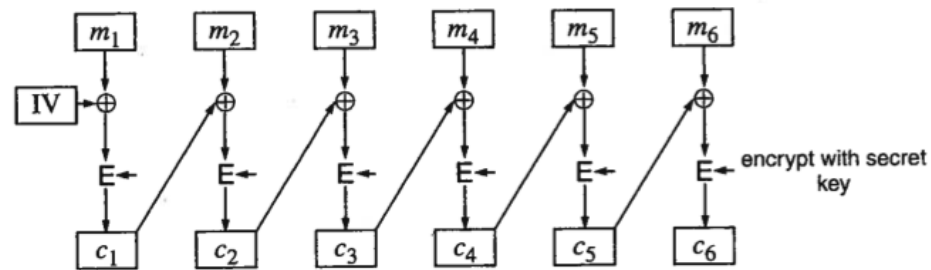 m1 m2 m3 m4 m5 m6
IV
E E E E E E encrypt with secret
key
c1 c2 c3 c4 c5 c6